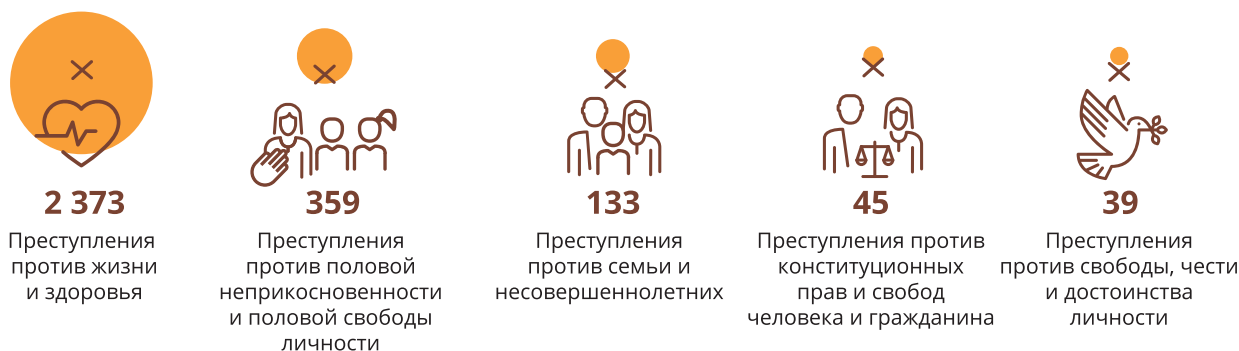 2 373
Преступления
против жизни
и здоровья
359
Преступления
против половой
неприкосновенности
и половой свободы
личности
133
Преступления
против семьи и
несовершеннолетних
45
Преступления против
конституционных
прав и свобод
человека и гражданина
39
Преступления
против свободы, чести
и достоинства
личности